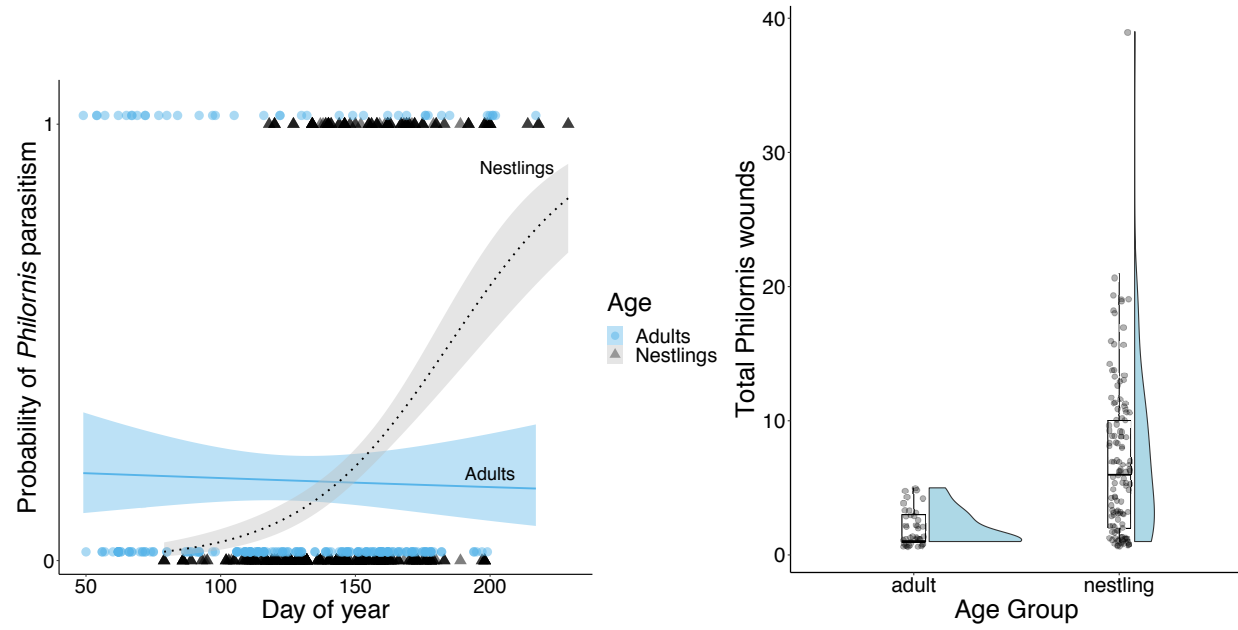 Probability of Philornis parasitism
1
0
Nestlings
Adults
50
100
150
200
Day of year
Age
Adults
Nestlings
Total Philornis wounds
40
30
20
10
0
adult
nestling
Age Group